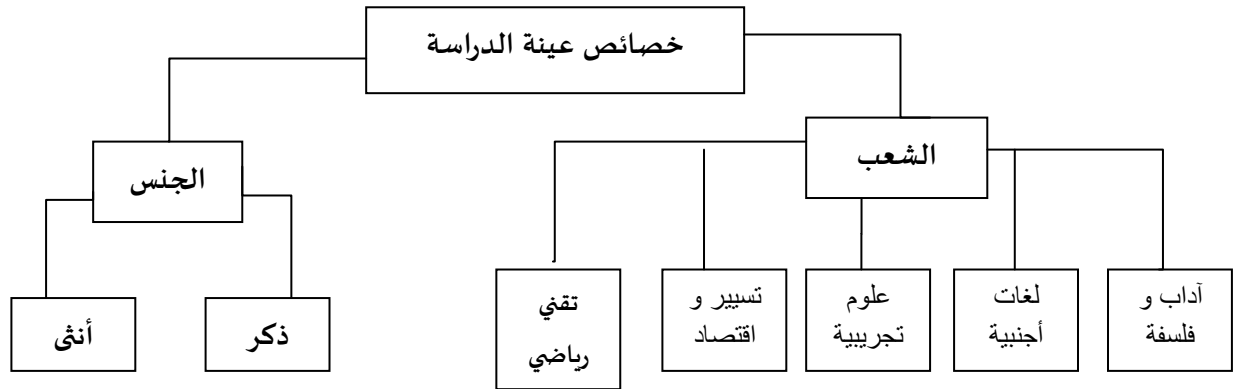 خصائص عينة الدراسة
الشعب
الجنس
آداب و
فلسفة
لغات
أجنبية
علوم
تجريبية
تسيير و
اقتصاد
تقني
رياضي
ذكر
أنثى